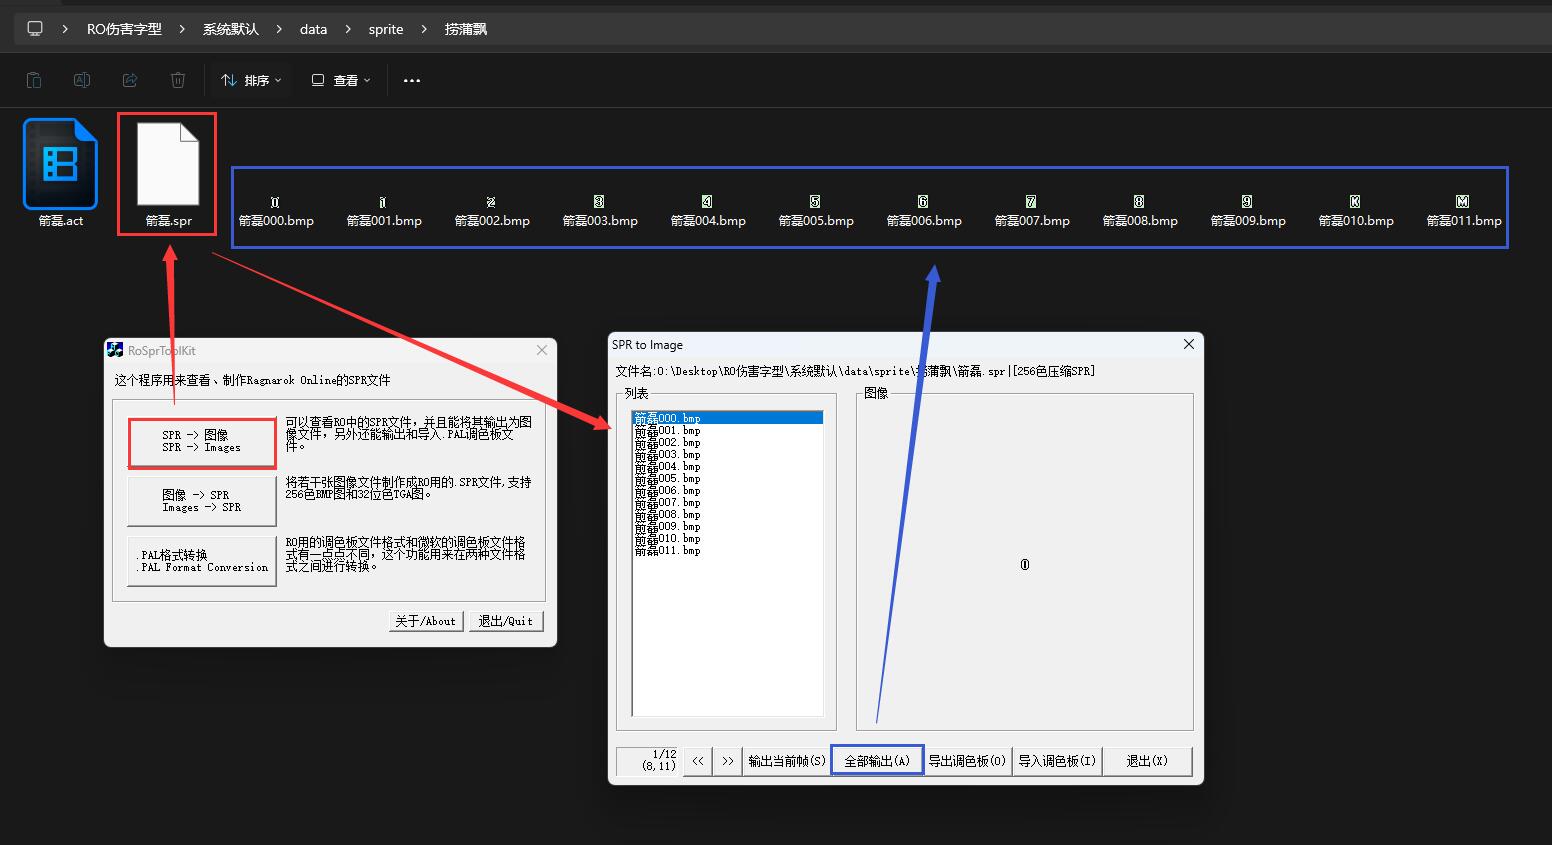 RO伤害字型 > 系统默认 > data > sprite > 捞蒲飘
排序 查看 ...
箭磊.act
箭磊.spr
0
箭磊000.bmp
1
箭磊001.bmp
2
箭磊002.bmp
3
箭磊003.bmp
4
箭磊004.bmp
5
箭磊005.bmp
6
箭磊006.bmp
7
箭磊007.bmp
8
箭磊008.bmp
9
箭磊009.bmp
K
箭磊010.bmp
M
箭磊011.bmp
RoSprToolKit
这个程序用来查看、制作Ragnarok Online的SPR文件
SPR -> 图像
SPR -> Images
可以查看RO中的SPR文件，并且能将其输出为图
像文件，另外还能输出和导入.PAL调色板文
件。
图像 -> SPR
Images -> SPR
将若干张图像文件制作成RO用的.SPR文件,支持
256色BMP图和32位色TGA图。
.PAL格式转换
.PAL Format Conversion
RO用的调色板文件格式和微软的调色板文件格
式有一点点不同，这个功能用来在两种文件格
式之间进行转换。
关于/About
退出/Quit
SPR to Image
文件名:O:\Desktop\RO伤害字型\系统默认\data\sprite\捞蒲飘\箭磊.spr|[256色压缩SPR]
列表
箭磊000.bmp
箭磊001.bmp
箭磊002.bmp
箭磊003.bmp
箭磊004.bmp
箭磊005.bmp
箭磊006.bmp
箭磊007.bmp
箭磊008.bmp
箭磊009.bmp
箭磊010.bmp
箭磊011.bmp
图像
0
1/12
(8,11)
<<
>>
输出当前帧(S)
全部输出(A)
导出调色板(O)
导入调色板(I)
退出(X)